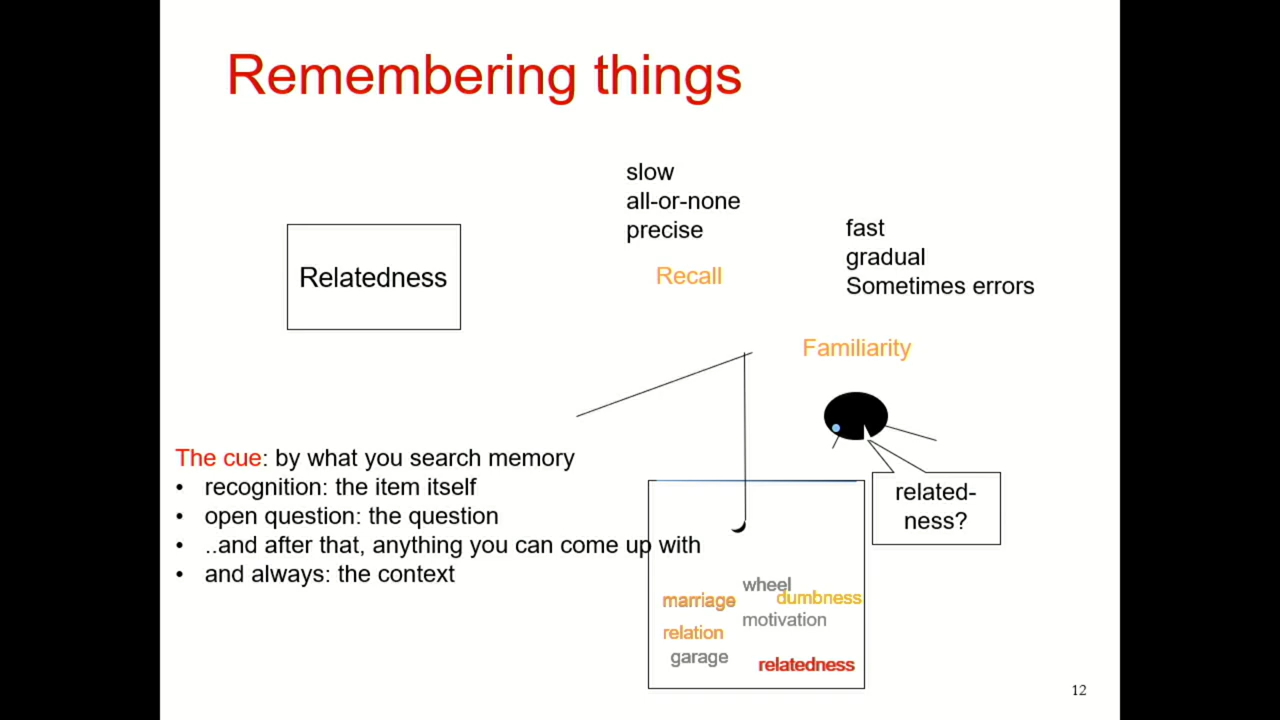 Remembering things
slow
all-or-none
precise
Recall
fast
gradual
Sometimes errors
Familiarity
Relatedness
The cue: by what you search memory
• recognition: the item itself
• open question: the question
• ..and after that, anything you can come up with
• and always: the context
related-
ness?
wheel
marriage
dumbness
motivation
relation
garage
relatedness
12